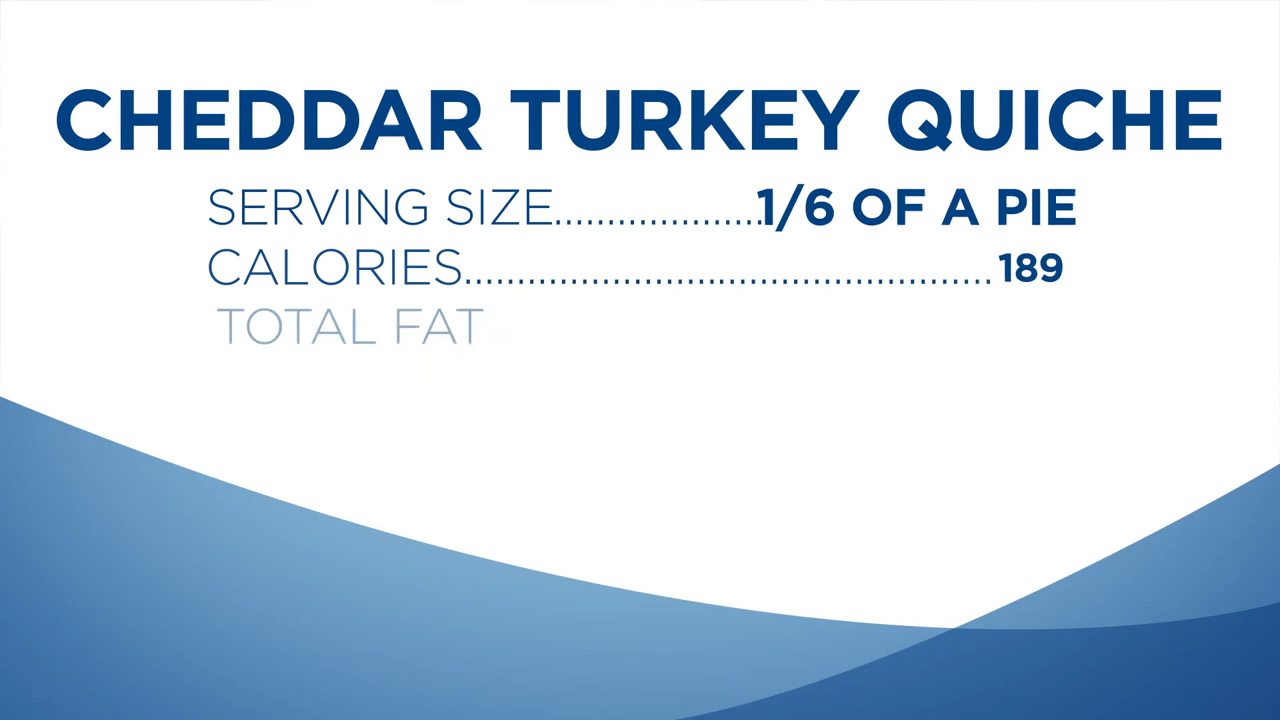 CHEDDAR TURKEY QUICHE
SERVING SIZE....................1/6 OF A PIE
CALORIES.................................................. 189
TOTAL FAT